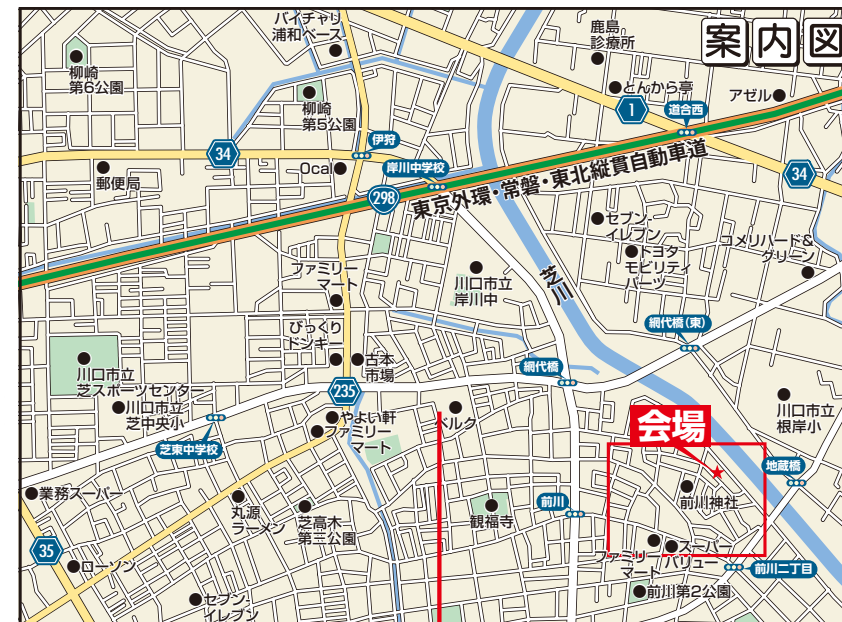 案内図
バイチャリ
浦和ベース
柳崎
第6公園
柳崎
第5公園
鹿島
診療所
とんから亭
アゼル
1
道合西
34
伊狩
郵便局
Ocal
岸川中学校
298
東京外環・常磐・東北縦貫自動車道
34
セブン-
イレブン
トヨタ
モビリティ
パーツ
コメリハード&
グリーン
ファミリー
マート
川口市立
岸川中
芝川
びっくり
ドンキー
古本
市場
網代橋(東)
網代橋
235
川口市立
芝スポーツセンター
川口市立
芝中央小
芝東中学校
やよい軒
ファミリー
マート
ベルク
会場
川口市立
根岸小
地蔵橋
業務スーパー
丸源
ラーメン
芝高木
第三公園
観福寺
前川
前川神社
35
ローソン
ファミリー
マート
スーパー
バリュー
前川二丁目
セブン-
イレブン
前川第2公園